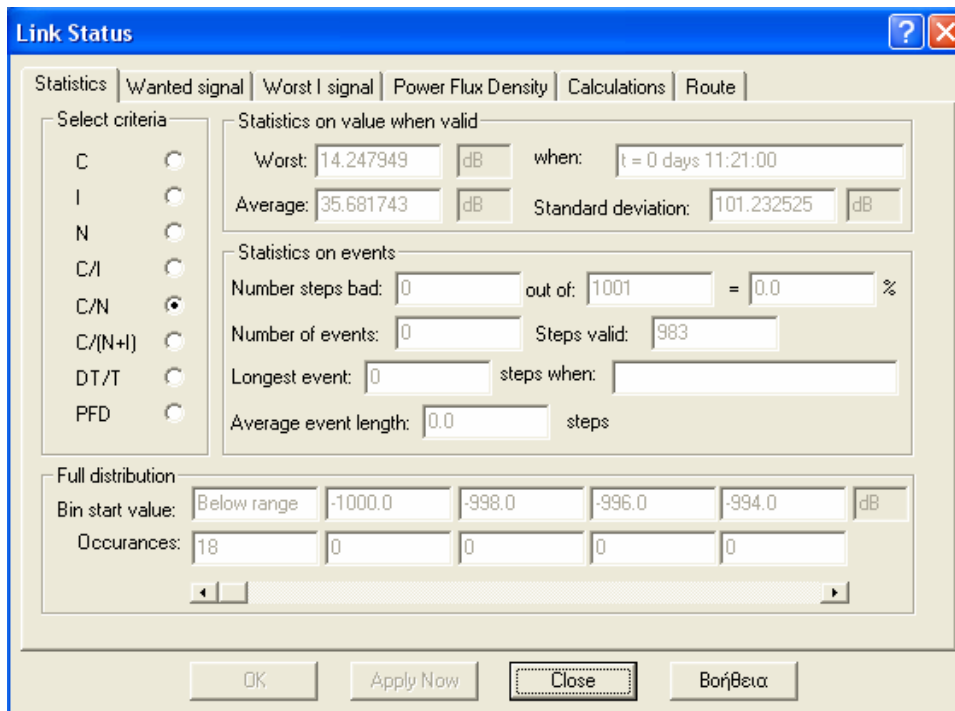 Link Status
Statistics Wanted signal Worst I signal Power Flux Density Calculations Route
Select criteria
C
I
N
C/I
C/N
C/(N+I)
DT/T
PFD
Statistics on value when valid
Worst: 14.247949 dB when: t = 0 days 11:21:00
Average: 35.681743 dB Standard deviation: 101.232525 dB
Statistics on events
Number steps bad: 0 out of: 1001 = 0.0 %
Number of events: 0 Steps valid: 983
Longest event: 0 steps when:
Average event length: 0.0 steps
Full distribution
Bin start value: Below range -1000.0 -998.0 -996.0 -994.0 dB
Occurances: 18 0 0 0 0
OK Apply Now Close Βοήθεια